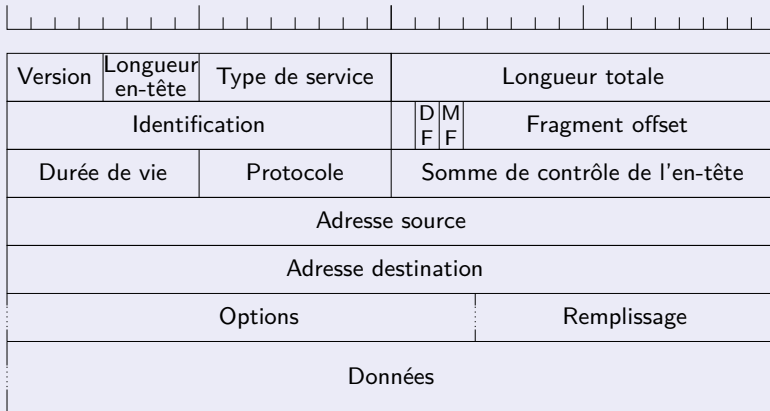 Version Longueur en-tête Type de service Longueur totale
Identification D F M F Fragment offset
Durée de vie Protocole Somme de contrôle de l'en-tête
Adresse source
Adresse destination
Options Remplissage
Données